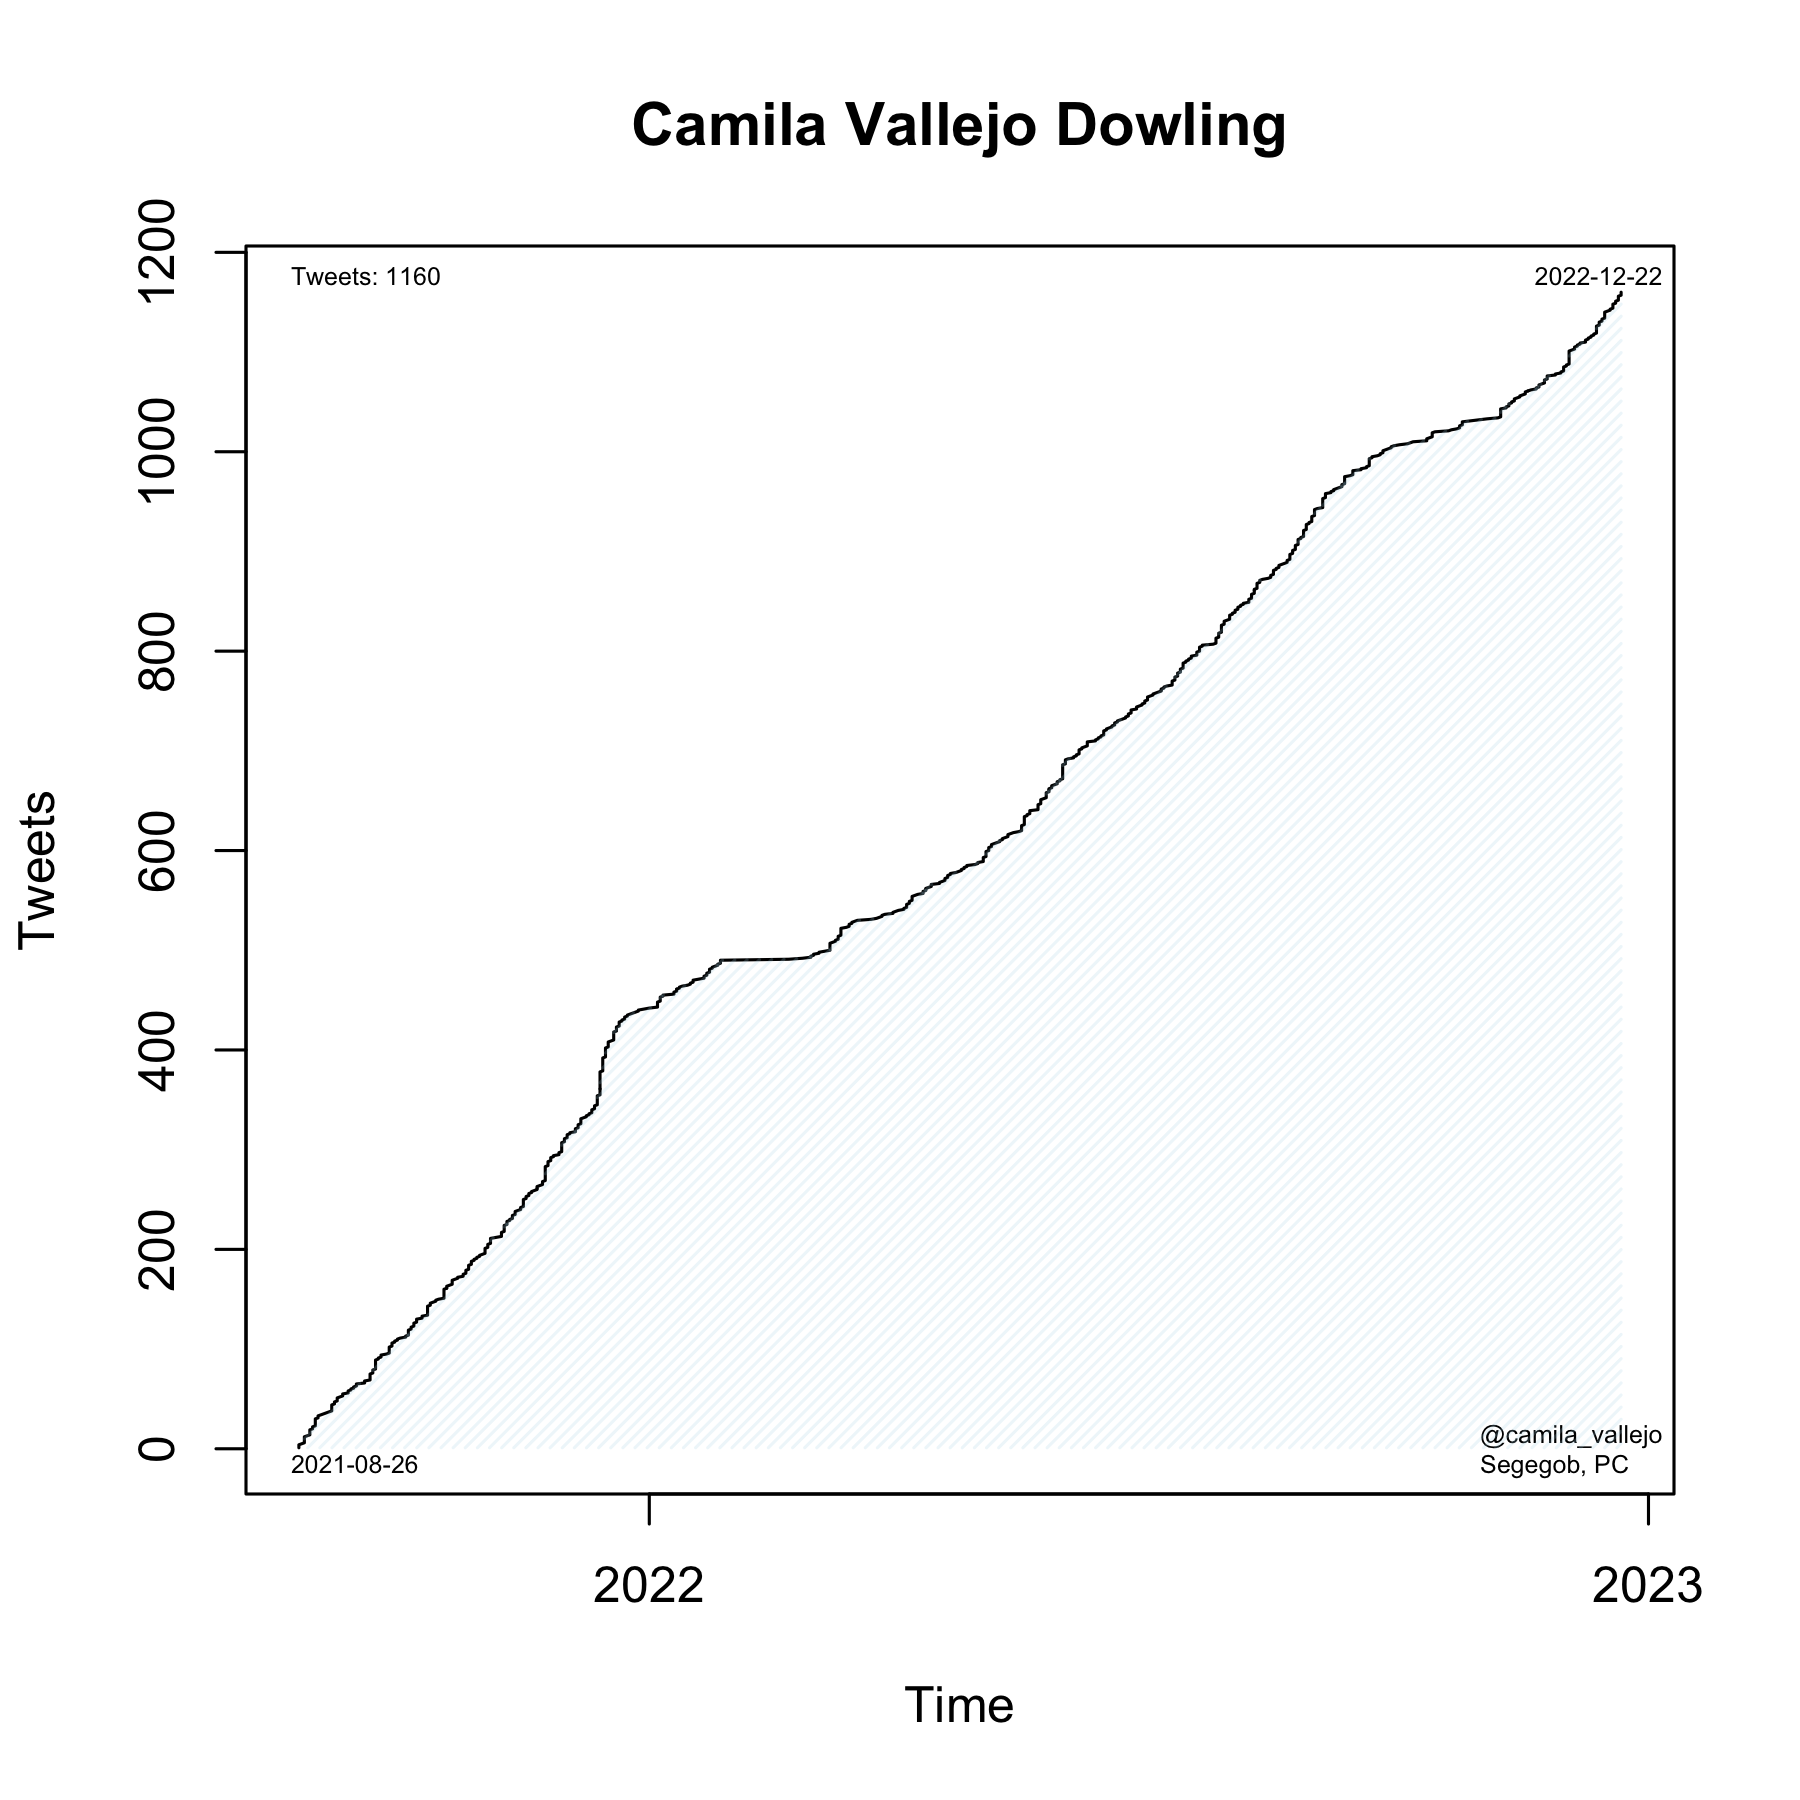 Camila Vallejo Dowling
Tweets: 1160
2022-12-22
1200
1000
800
600
400
200
0
Tweets
@camila_vallejo
Segegob, PC
2021-08-26
2022
2023
Time